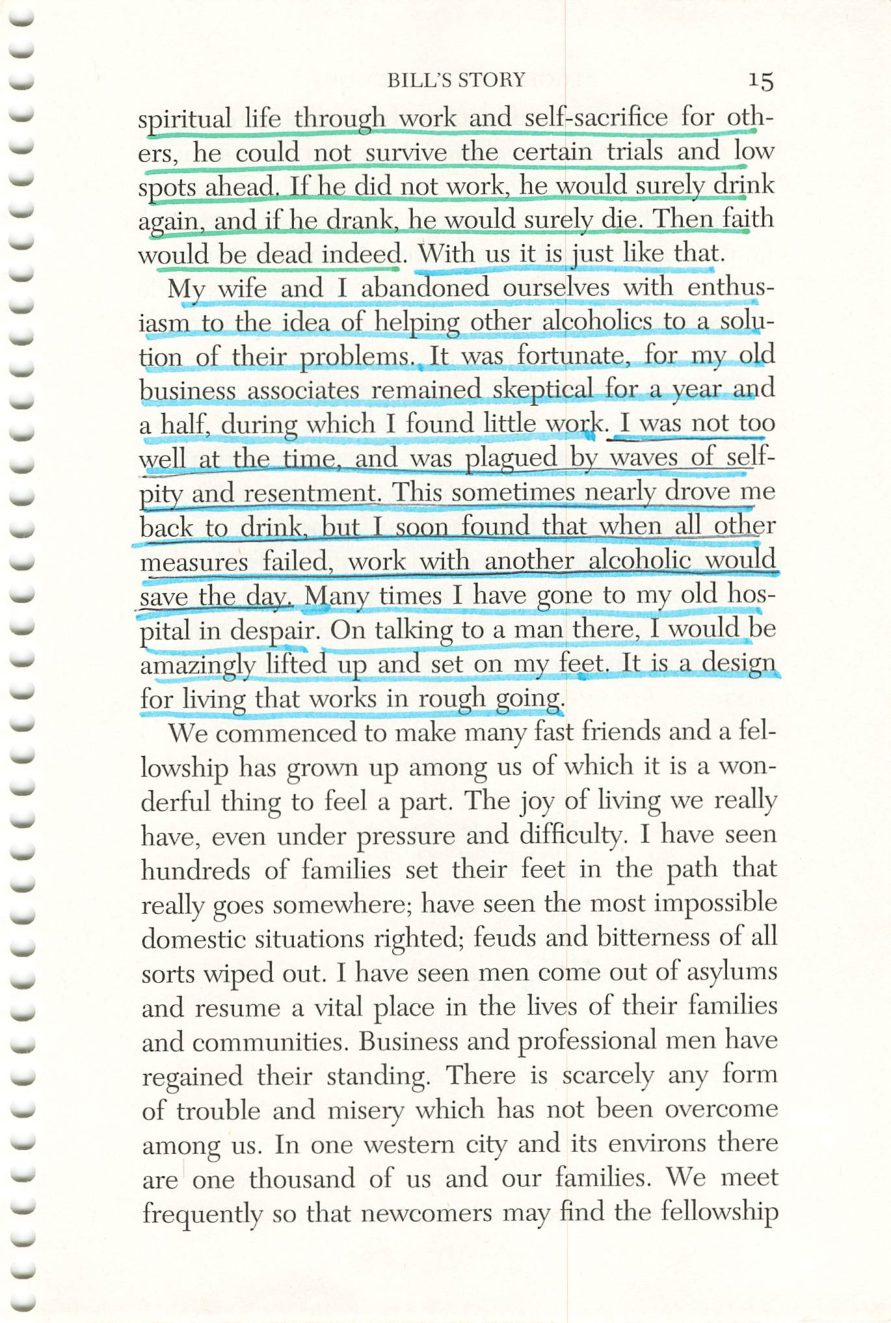 BILL'S STORY 15
spiritual life through work and self-sacrifice for oth-
ers, he could not survive the certain trials and low
spots ahead. If he did not work, he would surely drink
again, and if he drank, he would surely die. Then faith
would be dead indeed. With us it is just like that.
My wife and I abandoned ourselves with enthus-
iasm to the idea of helping other alcoholics to a solu-
tion of their problems. It was fortunate, for my old
business associates remained skeptical for a year and
a half, during which I found little work. I was not too
well at the time, and was plagued by waves of self-
pity and resentment. This sometimes nearly drove me
back to drink, but I soon found that when all other
measures failed, work with another alcoholic would
save the day. Many times I have gone to my old hos-
pital in despair. On talking to a man there, I would be
amazingly lifted up and set on my feet. It is a design
for living that works in rough going.
We commenced to make many fast friends and a fel-
lowship has grown up among us of which it is a won-
derful thing to feel a part. The joy of living we really
have, even under pressure and difficulty. I have seen
hundreds of families set their feet in the path that
really goes somewhere; have seen the most impossible
domestic situations righted; feuds and bitterness of all
sorts wiped out. I have seen men come out of asylums
and resume a vital place in the lives of their families
and communities. Business and professional men have
regained their standing. There is scarcely any form
of trouble and misery which has not been overcome
among us. In one western city and its environs there
are one thousand of us and our families. We meet
frequently so that newcomers may find the fellowship